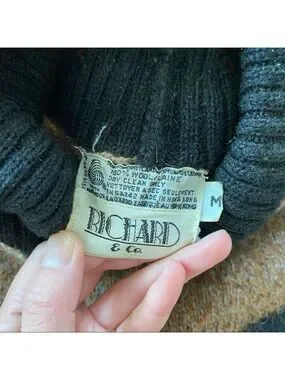 100% WOOL/LAINE
DRY CLEAN ONLY
NETTOYER A SEC SEULEMENT
MADE IN HONG KONG
RICHARD
& Co.
M